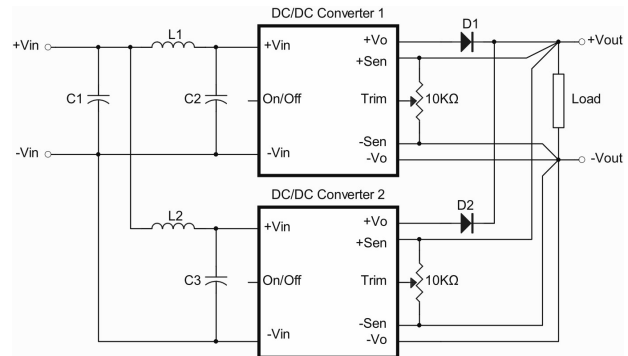 DC/DC Converter 1
L1
D1
+Vin
+Vin
+Vo
+Vout
+Sen
C1
C2
On/Off
Trim
10KΩ
Load
-Sen
-Vin
-Vin
-Vo
-Vout
DC/DC Converter 2
L2
D2
+Vin
+Vo
+Sen
C3
On/Off
Trim
10KΩ
-Sen
-Vin
-Vo